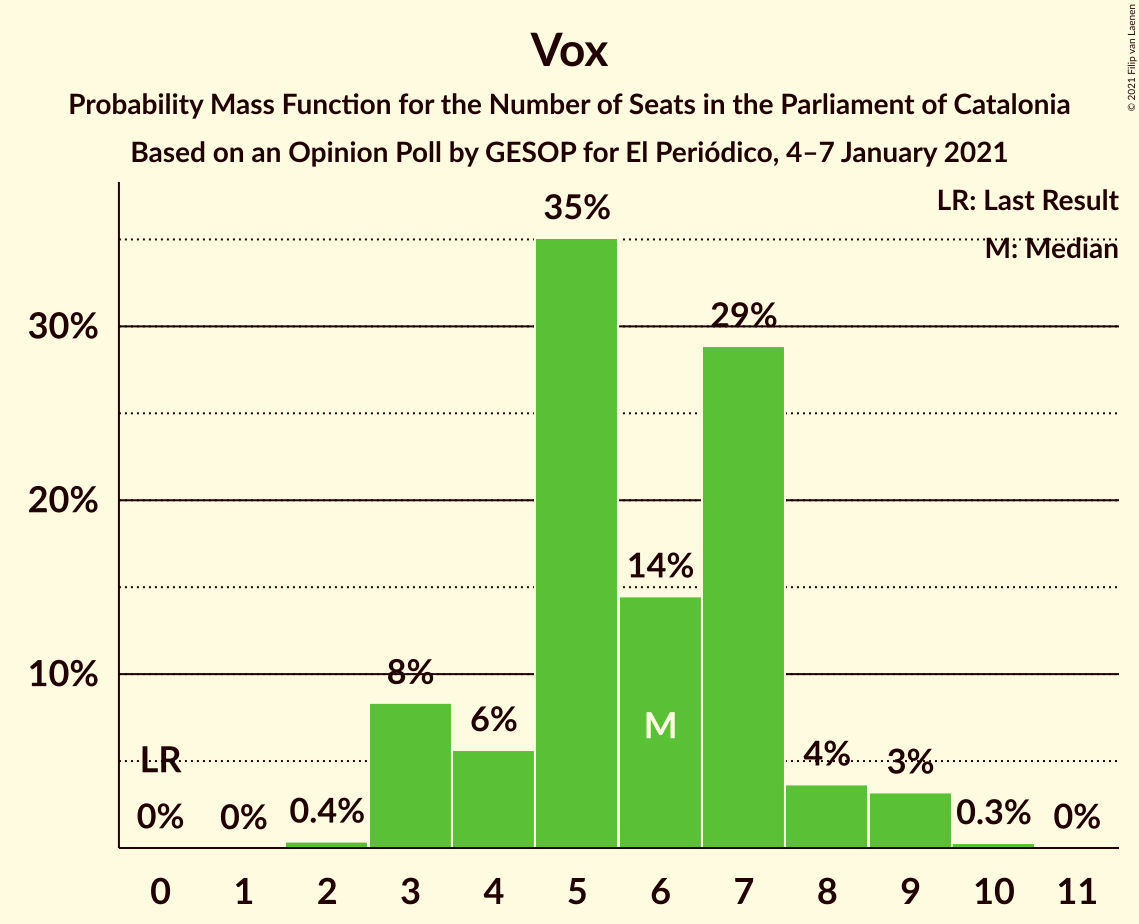 Vox
Probability Mass Function for the Number of Seats in the Parliament of Catalonia
Based on an Opinion Poll by GESOP for El Periódico, 4–7 January 2021
© 2021 Filip van Laenen
LR: Last Result
M: Median
35%
30%
29%
20%
14%
10%
8%
6%
M
LR
4%
3%
0%
0%
0.4%
0.3%
0%
0 1 2 3 4 5 6 7 8 9 10 11